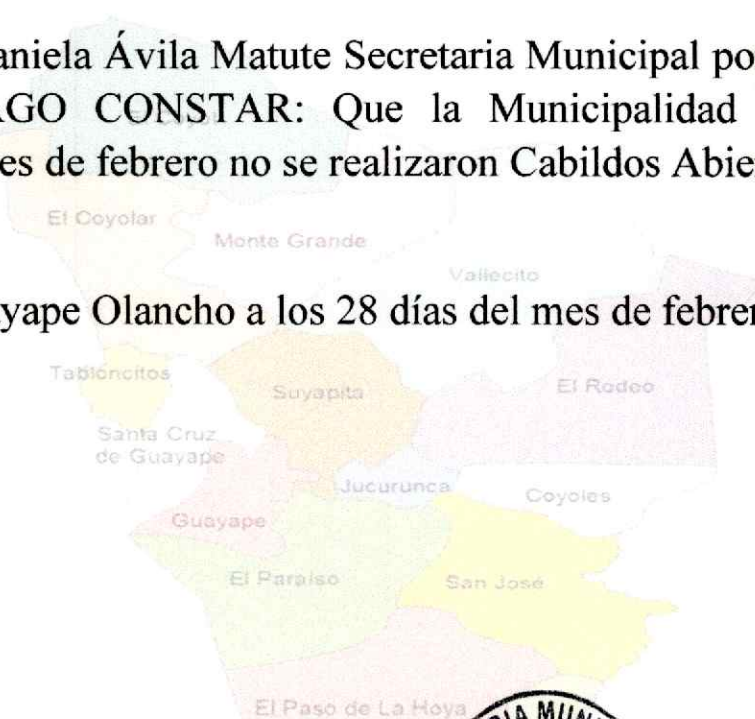 aniela Ávila Matute Secretaria Municipal po
AGO CONSTAR: Que la Municipalidad
es de febrero no se realizaron Cabildos Abie
El Coyolar
Monte Grande
Vallecito
yape Olancho a los 28 días del mes de febre
Tabloncitos
Suyapita
El Rodeo
Santa Cruz
de Guayape
Jucurunca
Coyoles
Guayape
El Paraiso
San José
El Paso de La Hoya